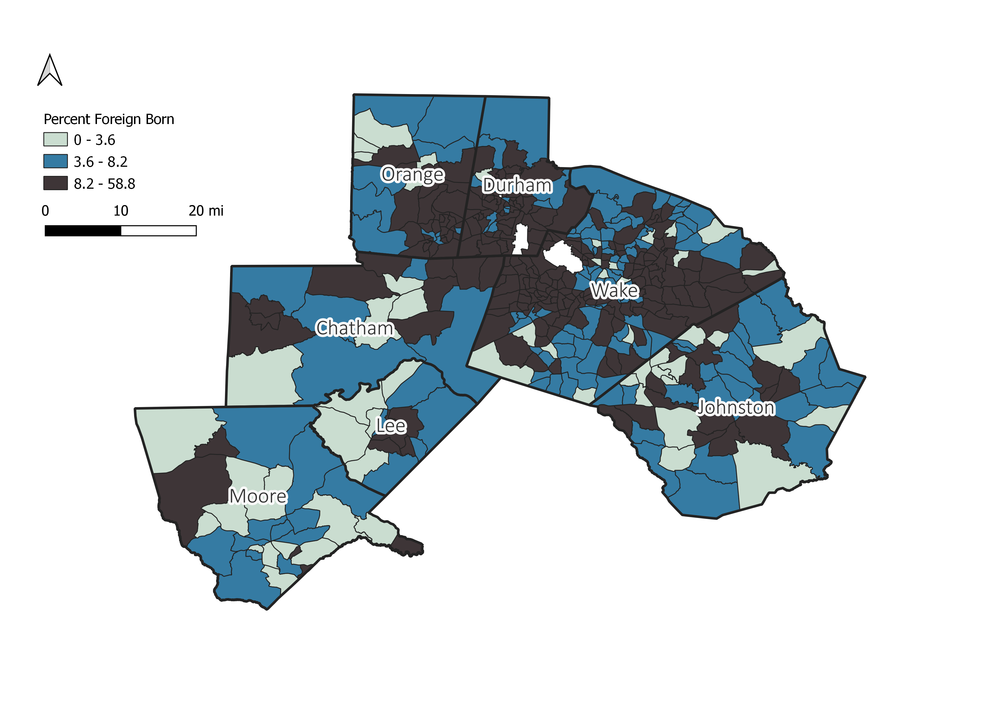 Percent Foreign Born
0 - 3.6
3.6 - 8.2
8.2 - 58.8
0 10 20 mi
Orange
Durham
Wake
Chatham
Johnston
Lee
Moore